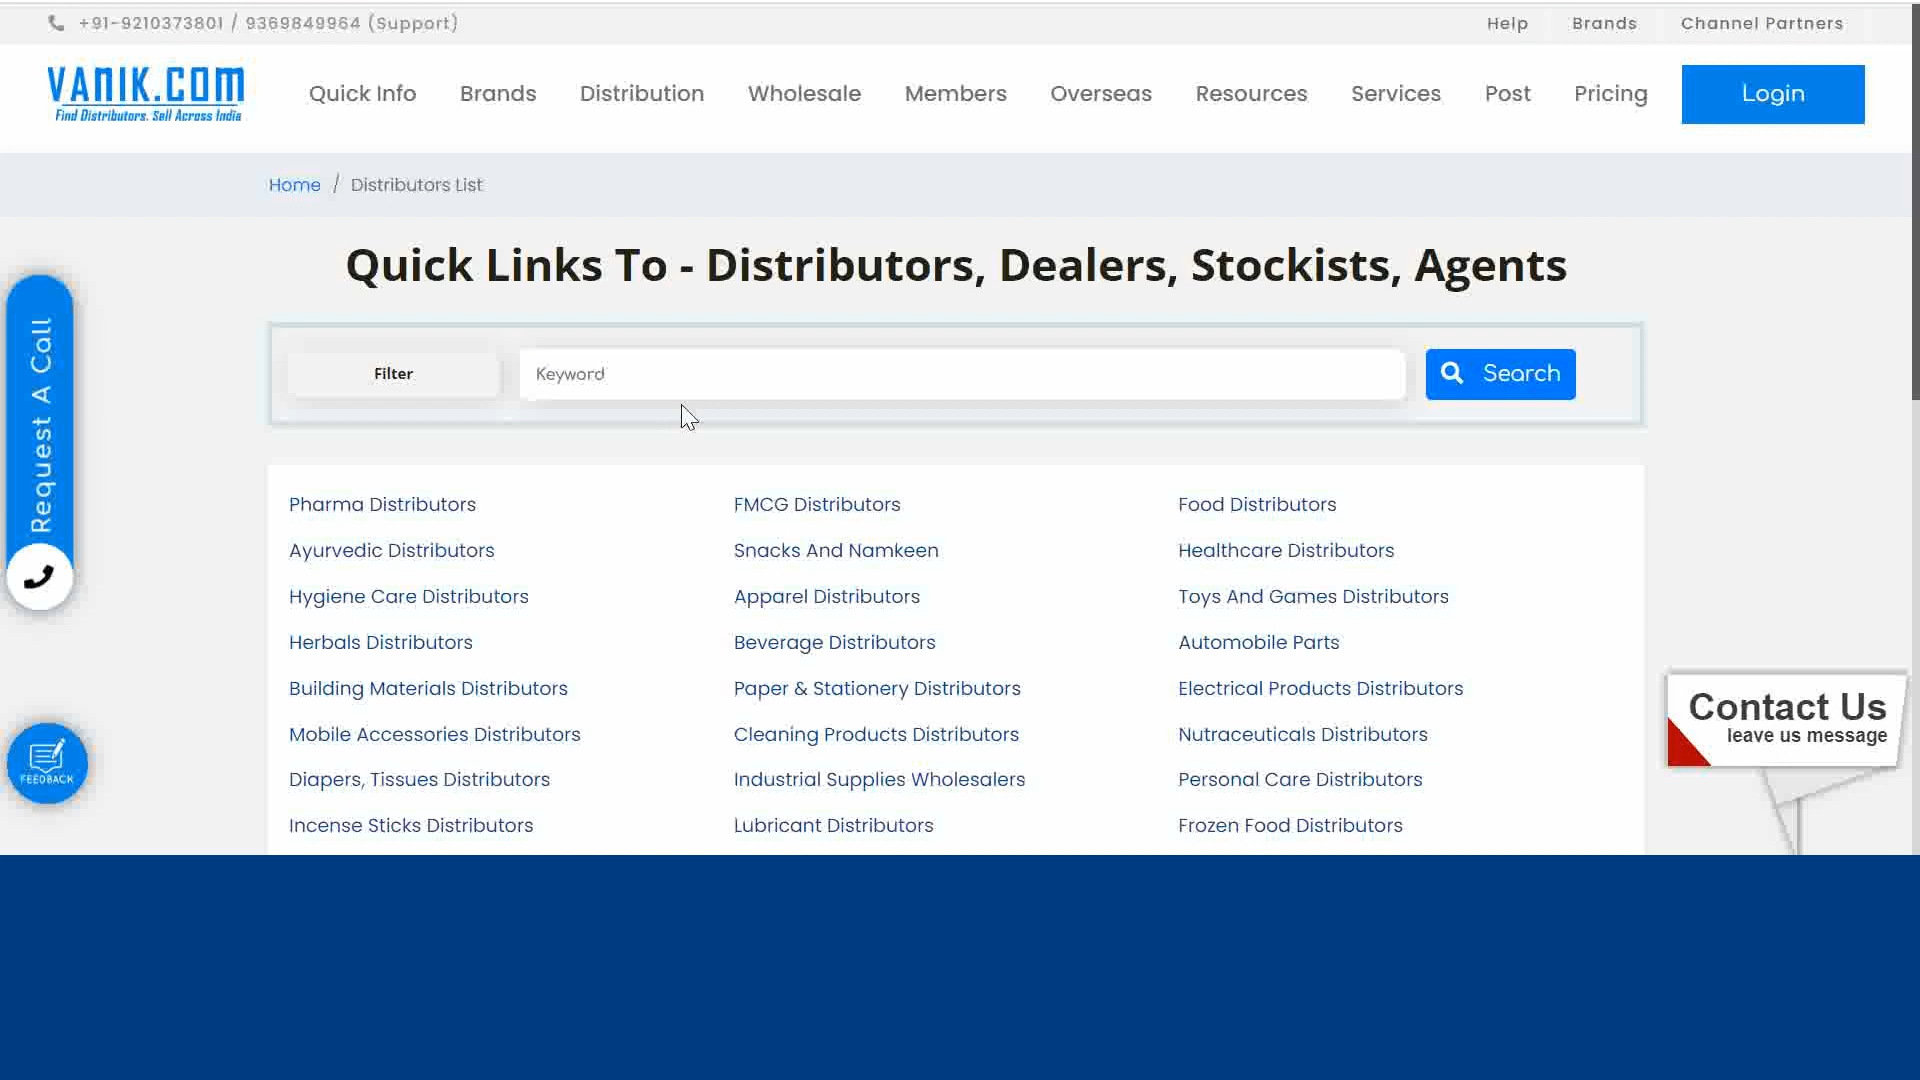 +91-9210373801 / 9369849964 (Support)
Help Brands Channel Partners
VANIK.COM
Find Distributors. Sell Across India
Quick Info Brands Distribution Wholesale Members Overseas Resources Services Post Pricing Login
Home / Distributors List
Quick Links To - Distributors, Dealers, Stockists, Agents
Filter Keyword Search
Request A Call
Pharma Distributors FMCG Distributors Food Distributors
Ayurvedic Distributors Snacks And Namkeen Healthcare Distributors
Hygiene Care Distributors Apparel Distributors Toys And Games Distributors
Herbals Distributors Beverage Distributors Automobile Parts
Building Materials Distributors Paper & Stationery Distributors Electrical Products Distributors
Mobile Accessories Distributors Cleaning Products Distributors Nutraceuticals Distributors
Diapers, Tissues Distributors Industrial Supplies Wholesalers Personal Care Distributors
Incense Sticks Distributors Lubricant Distributors Frozen Food Distributors
FEEDBACK
Contact Us
leave us message